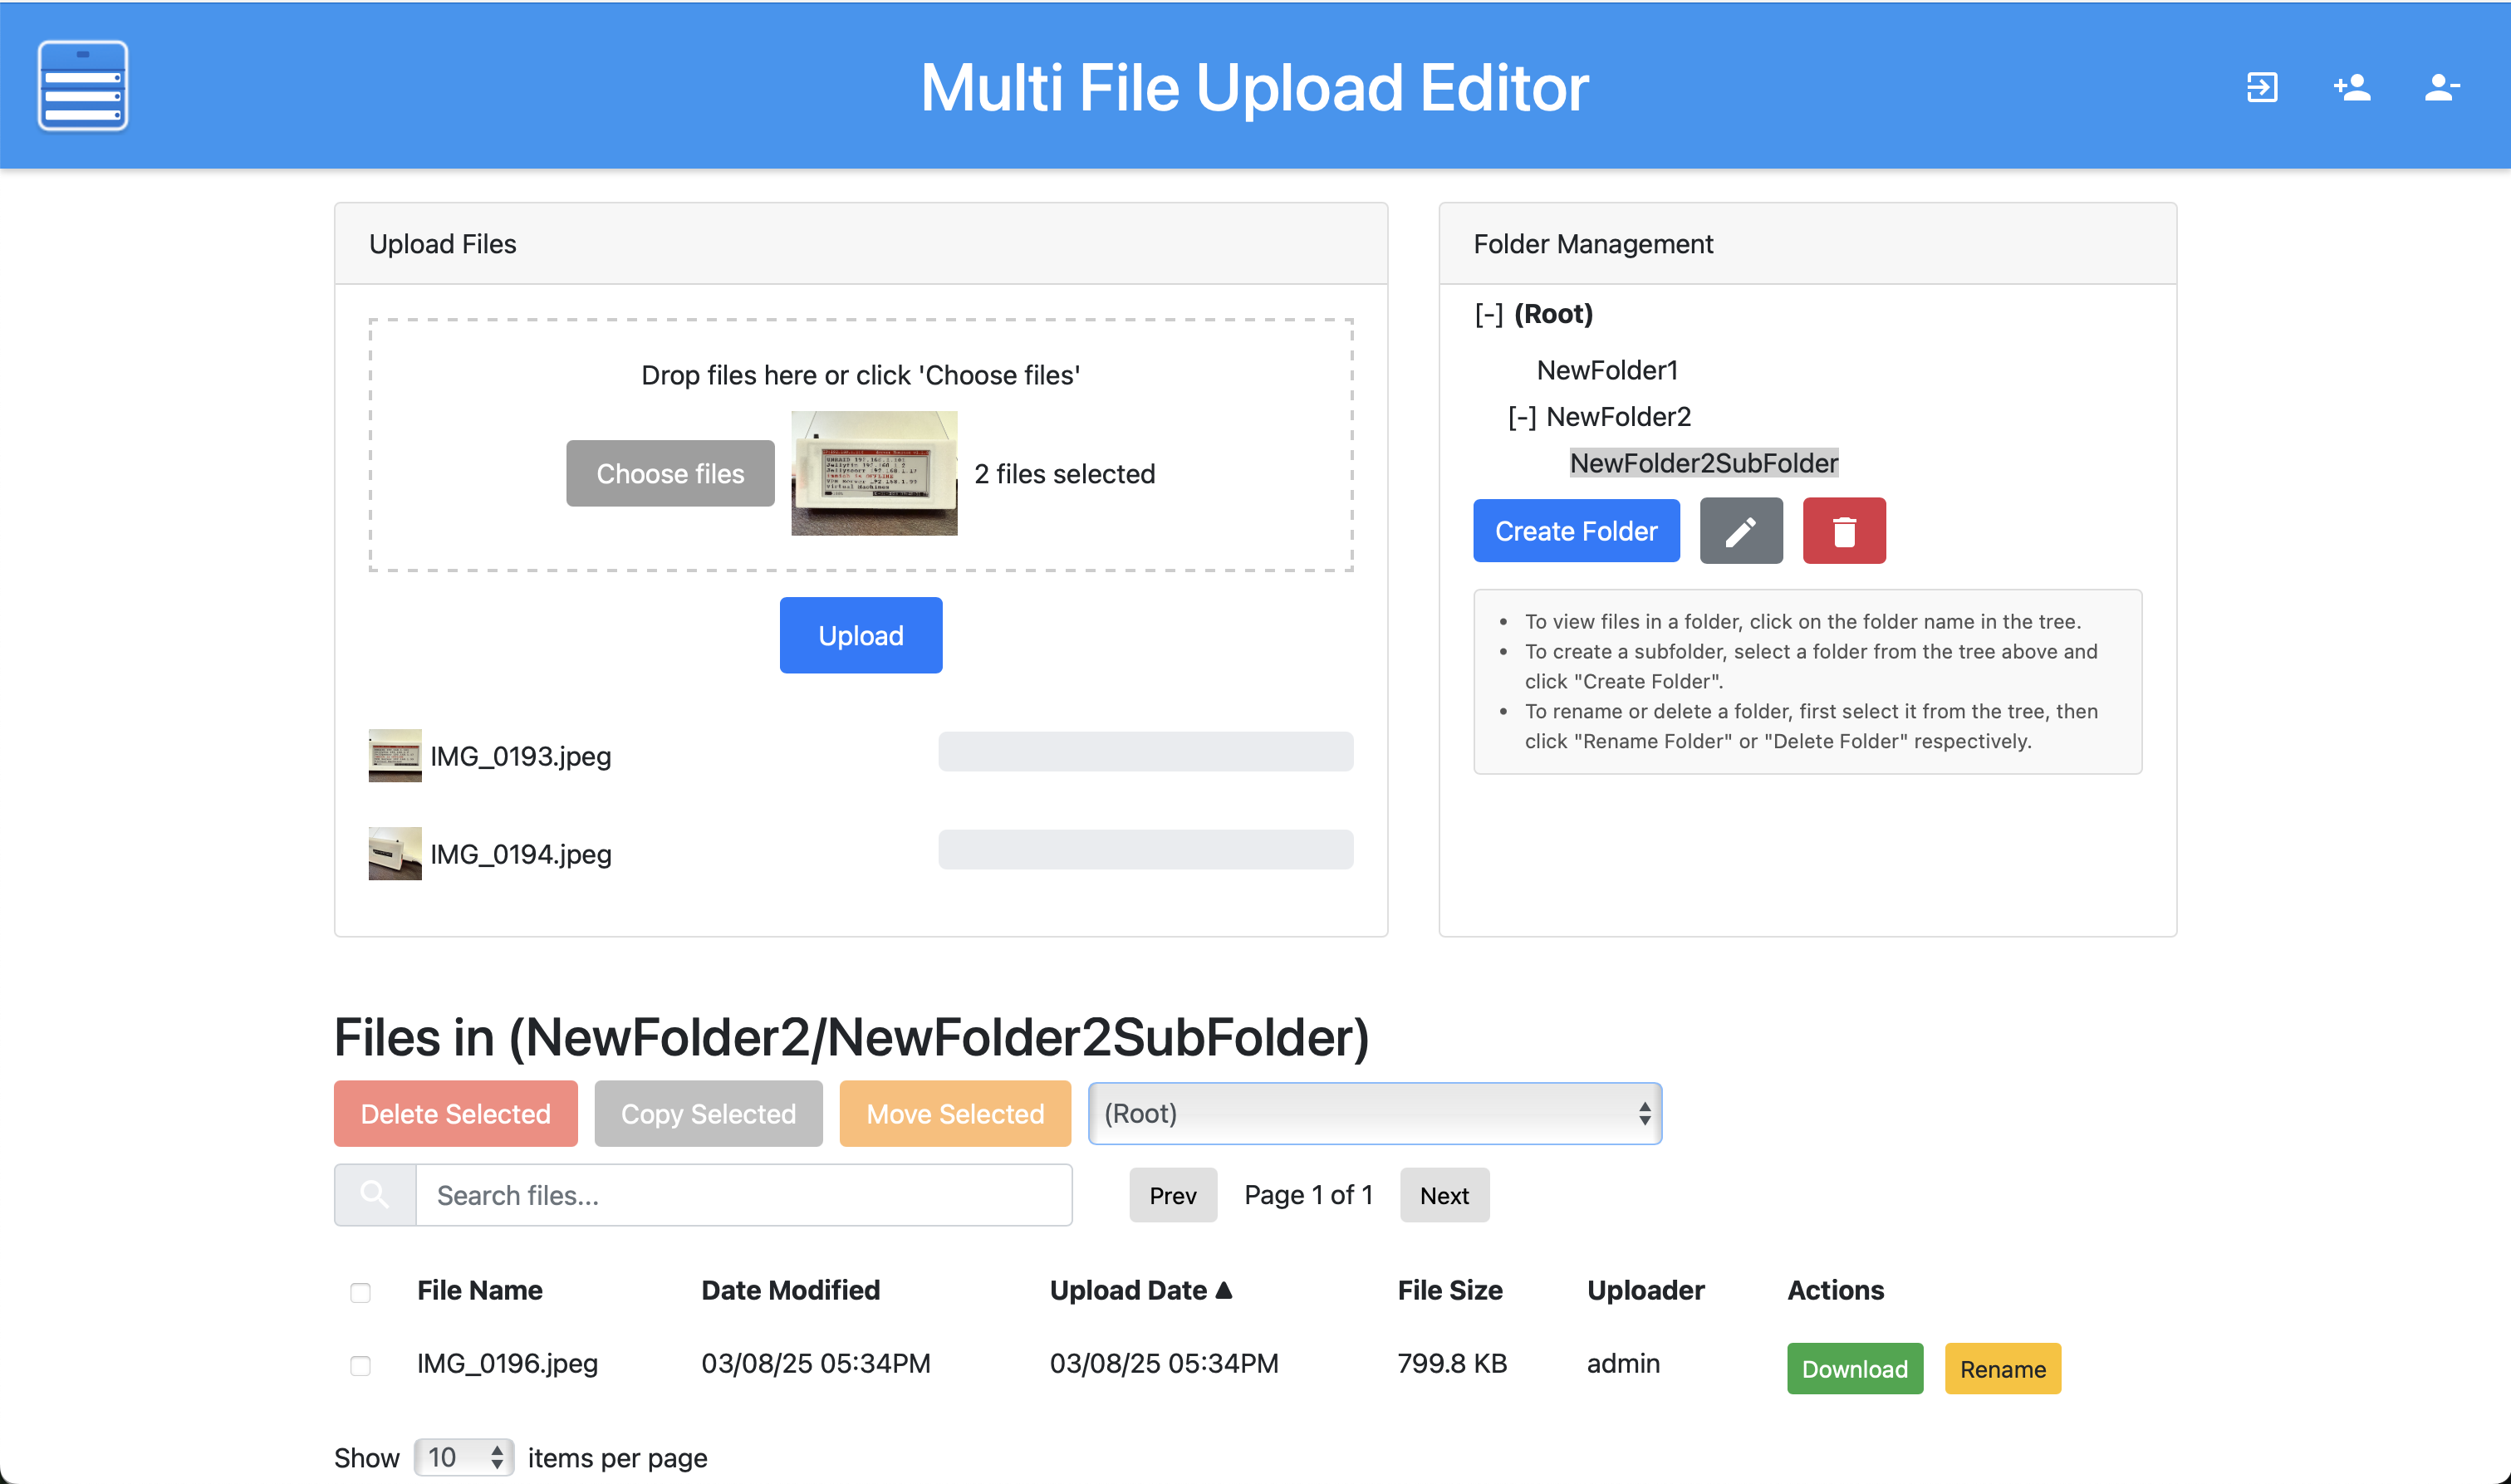 Multi File Upload Editor
Upload Files
Drop files here or click 'Choose files'
Choose files
2 files selected
Upload
IMG_0193.jpeg
IMG_0194.jpeg
Folder Management
[-] (Root)
NewFolder1
[-] NewFolder2
NewFolder2SubFolder
Create Folder
• To view files in a folder, click on the folder name in the tree.
• To create a subfolder, select a folder from the tree above and
click "Create Folder".
• To rename or delete a folder, first select it from the tree, then
click "Rename Folder" or "Delete Folder" respectively.
Files in (NewFolder2/NewFolder2SubFolder)
Delete Selected Copy Selected Move Selected (Root)
Search files... Prev Page 1 of 1 Next
File Name Date Modified Upload Date ▲ File Size Uploader Actions
IMG_0196.jpeg 03/08/25 05:34PM 03/08/25 05:34PM 799.8 KB admin Download Rename
Show 10 items per page